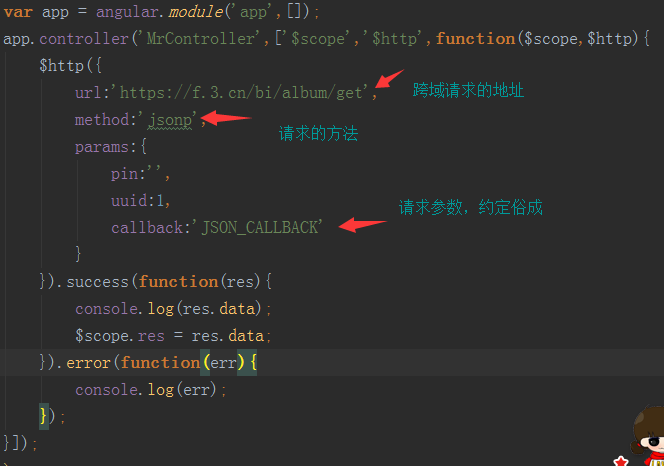 var app = angular.module('app',[]);
app.controller('MrController',['$scope','$http',function($scope,$http){
$http({
url:'https://f.3.cn/bi/album/get', 跨域请求的地址
method:'jsonp', 请求的方法
params:{
pin:'',
uuid:1,
callback:'JSON_CALLBACK' 请求参数，约定俗成
}
}).success(function(res){
console.log(res.data);
$scope.res = res.data;
}).error(function(err){
console.log(err);
});
}]);